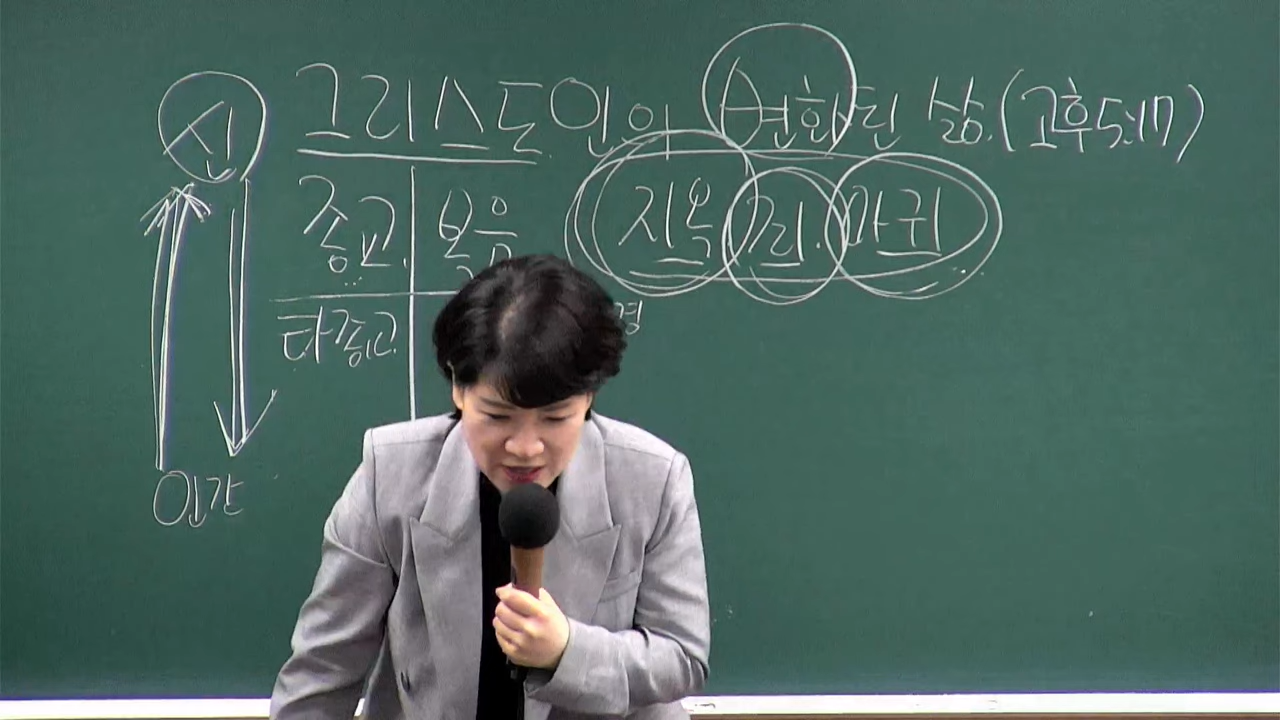 신 그리스도인의 변화된 삶.(고후5:17)
종교. 복음 지옥 죄. 마귀
타종교. 경
인간